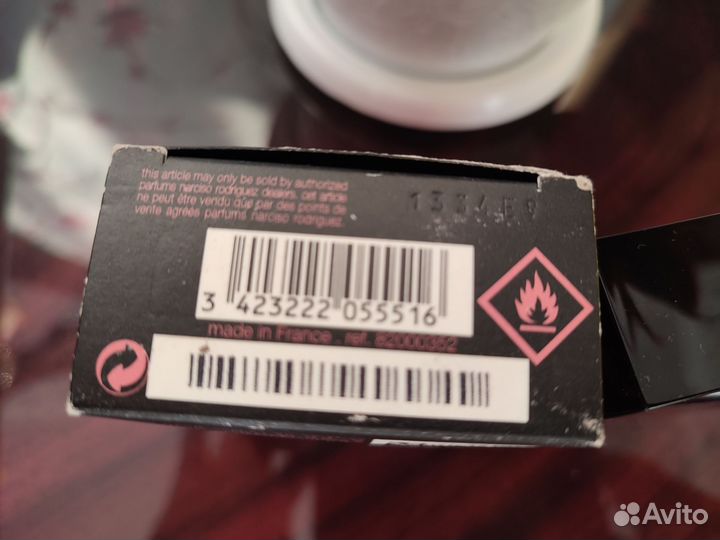 this article may only be sold by authorized
parfums narciso rodriguez dealers. cet article
ne peut être vendu que par des points de
vente agréés parfums narciso rodriguez.
1334E9
3 423222 055516
made in France . ref. 82000352
Avito